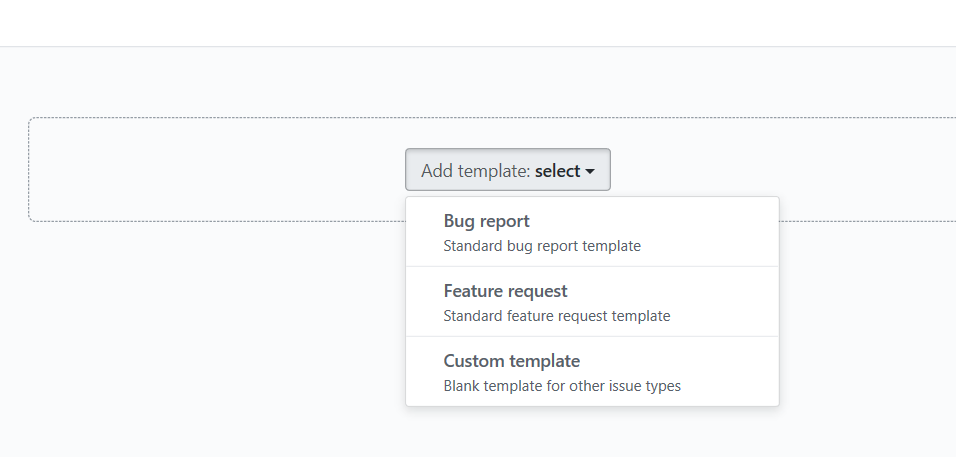 Add template: select
Bug report
Standard bug report template
Feature request
Standard feature request template
Custom template
Blank template for other issue types